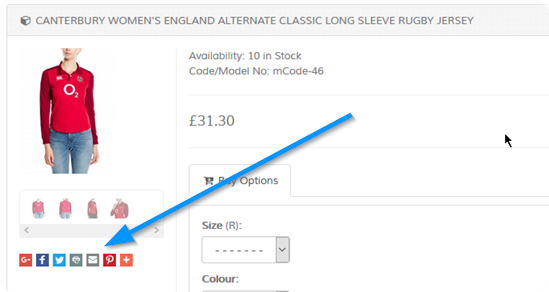 CANTERBURY WOMEN'S ENGLAND ALTERNATE CLASSIC LONG SLEEVE RUGBY JERSEY
Availability: 10 in Stock
Code/Model No: mCode-46
O2
£31.30
Buy Options
Size (R):
-------
Colour: